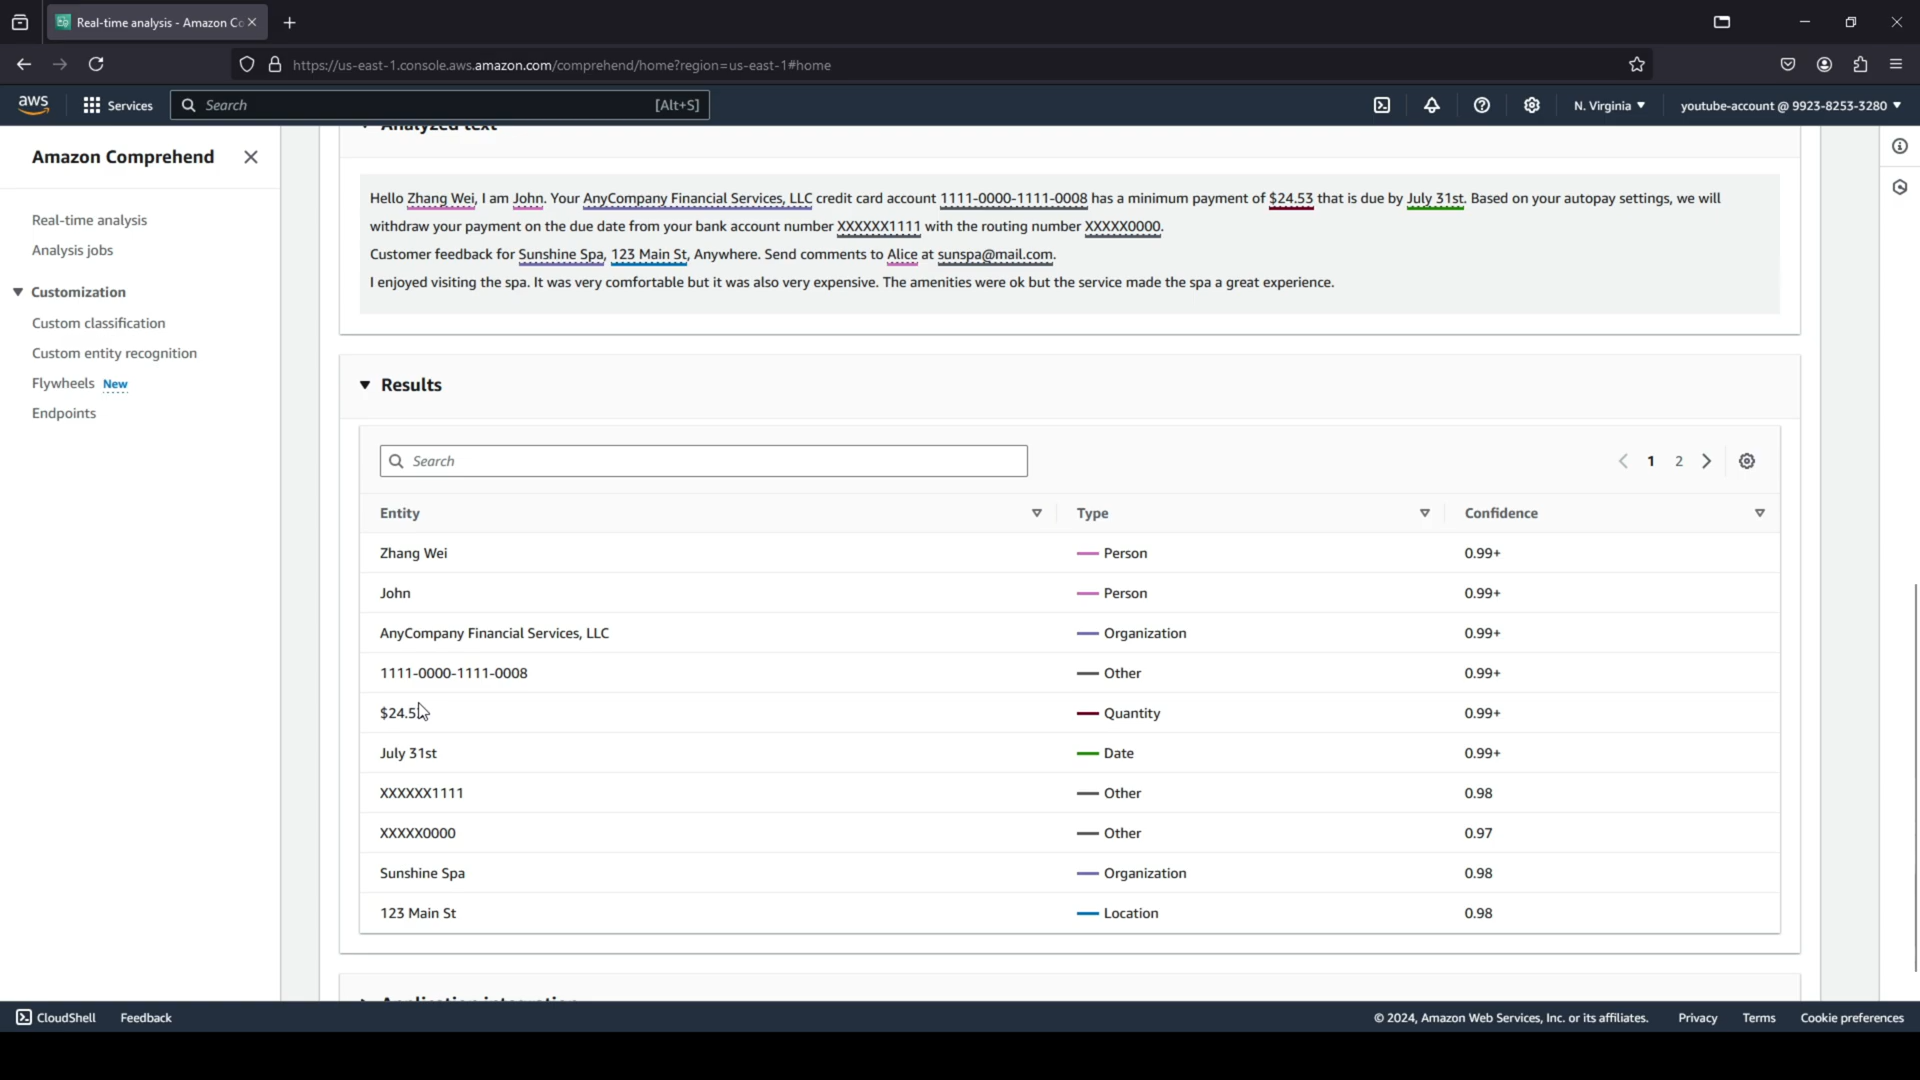 Real-time analysis - Amazon Co
https://us-east-1.console.aws.amazon.com/comprehend/home?region=us-east-1#home
aws
Services
Search
[Alt+S]
N. Virginia
youtube-account @ 9923-8253-3280
Amazon Comprehend
Real-time analysis
Analysis jobs
Customization
Custom classification
Custom entity recognition
Flywheels New
Endpoints
Analyzed text
Hello Zhang Wei, I am John. Your AnyCompany Financial Services, LLC credit card account 1111-0000-1111-0008 has a minimum payment of $24.53 that is due by July 31st. Based on your autopay settings, we will
withdraw your payment on the due date from your bank account number XXXXXX1111 with the routing number XXXXX0000.
Customer feedback for Sunshine Spa, 123 Main St, Anywhere. Send comments to Alice at sunspa@mail.com.
I enjoyed visiting the spa. It was very comfortable but it was also very expensive. The amenities were ok but the service made the spa a great experience.
Results
Search
1 2
Entity Type Confidence
Zhang Wei Person 0.99+
John Person 0.99+
AnyCompany Financial Services, LLC Organization 0.99+
1111-0000-1111-0008 Other 0.99+
$24.5 Quantity 0.99+
July 31st Date 0.99+
XXXXXX1111 Other 0.98
XXXXX0000 Other 0.97
Sunshine Spa Organization 0.98
123 Main St Location 0.98
Application integration
CloudShell
Feedback
© 2024, Amazon Web Services, Inc. or its affiliates.
Privacy
Terms
Cookie preferences